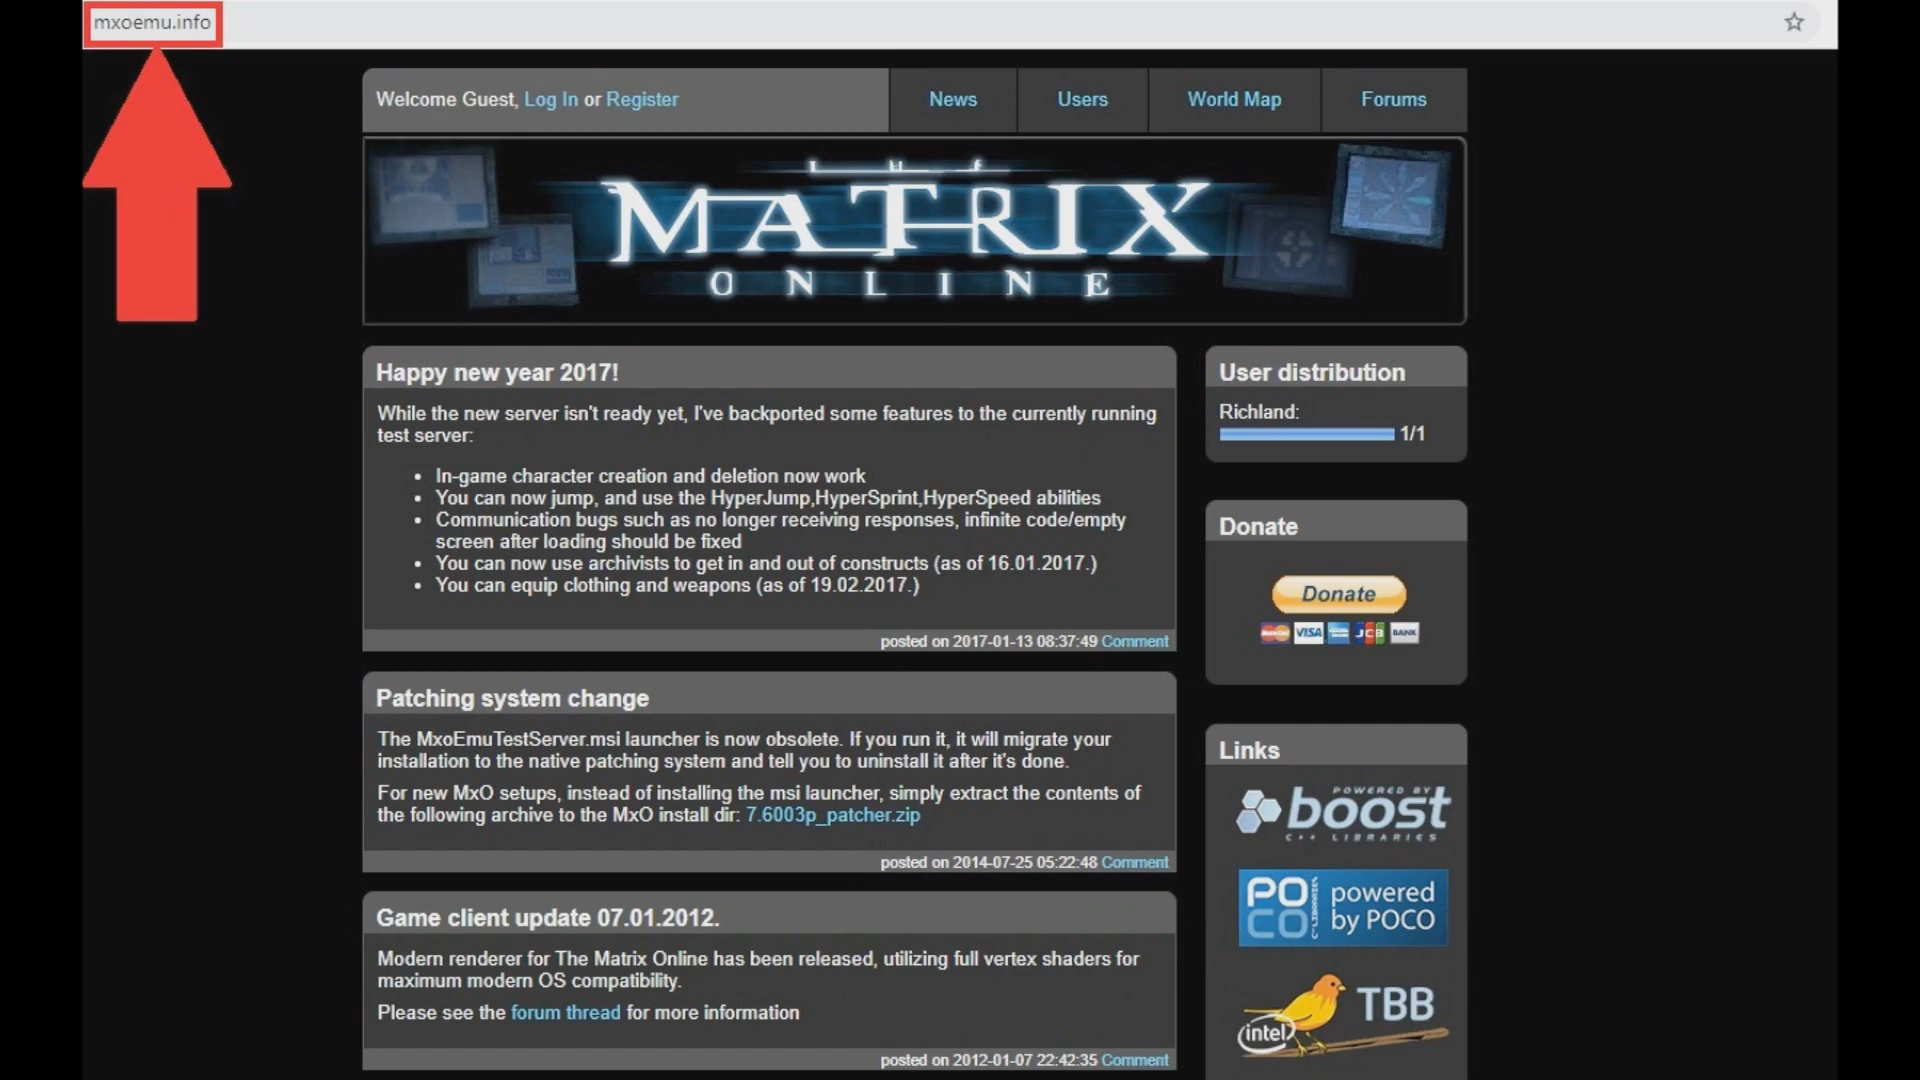 mxoemu.info
Welcome Guest, Log In or Register
News
Users
World Map
Forums
THE
MATRIX
ONLINE
Happy new year 2017!
While the new server isn't ready yet, I've backported some features to the currently running
test server:
• In-game character creation and deletion now work
• You can now jump, and use the HyperJump,HyperSprint,HyperSpeed abilities
• Communication bugs such as no longer receiving responses, infinite code/empty
screen after loading should be fixed
• You can now use archivists to get in and out of constructs (as of 16.01.2017.)
• You can equip clothing and weapons (as of 19.02.2017.)
posted on 2017-01-13 08:37:49 Comment
Patching system change
The MxoEmuTestServer.msi launcher is now obsolete. If you run it, it will migrate your
installation to the native patching system and tell you to uninstall it after it's done.
For new MxO setups, instead of installing the msi launcher, simply extract the contents of
the following archive to the MxO install dir: 7.6003p_patcher.zip
posted on 2014-07-25 05:22:48 Comment
Game client update 07.01.2012.
Modern renderer for The Matrix Online has been released, utilizing full vertex shaders for
maximum modern OS compatibility.
Please see the forum thread for more information
posted on 2012-01-07 22:42:35 Comment
User distribution
Richland:
1/1
Donate
Donate
MasterCard VISA JCB BANK
Links
POWERED BY
boost
C++ LIBRARIES
POCO C++ LIBRARIES
powered
by POCO
intel TBB